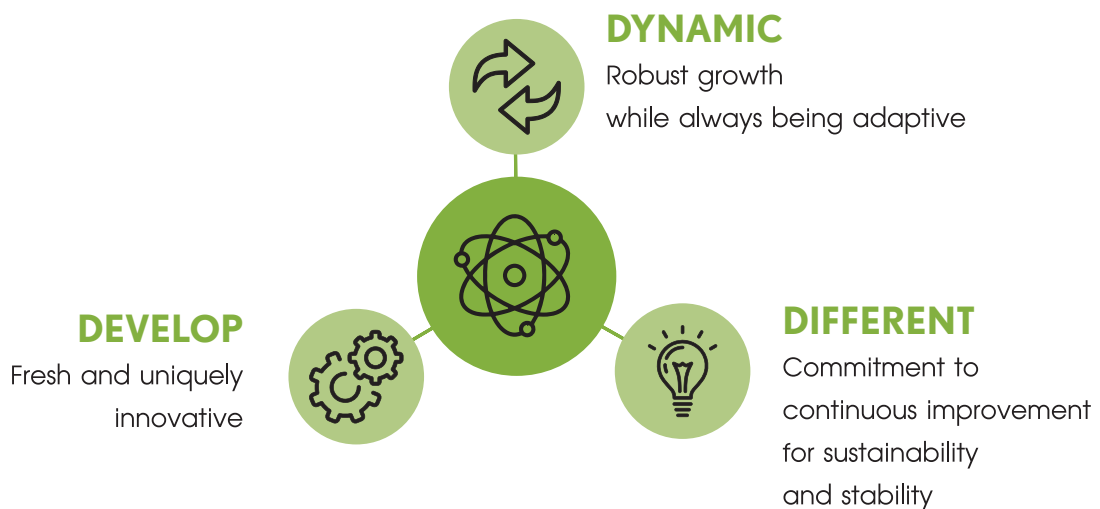 DYNAMIC
Robust growth
while always being adaptive
DEVELOP
Fresh and uniquely
innovative
DIFFERENT
Commitment to
continuous improvement
for sustainability
and stability